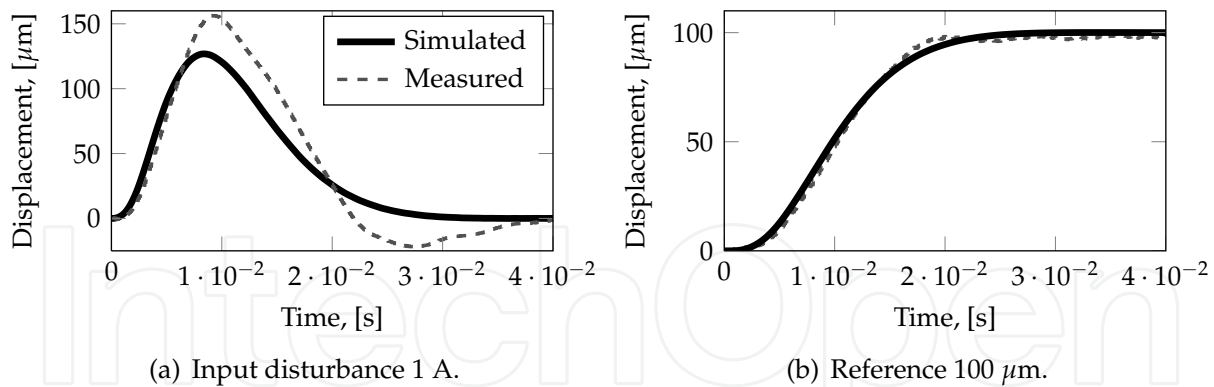 Displacement, [μm]
150
100
50
0
Simulated
Measured
0
1 · 10⁻²
2 · 10⁻²
3 · 10⁻²
4 · 10⁻²
Time, [s]
(a) Input disturbance 1 A.
Displacement, [μm]
100
50
0
0
1 · 10⁻²
2 · 10⁻²
3 · 10⁻²
4 · 10⁻²
Time, [s]
(b) Reference 100 μm.
IntechOpen